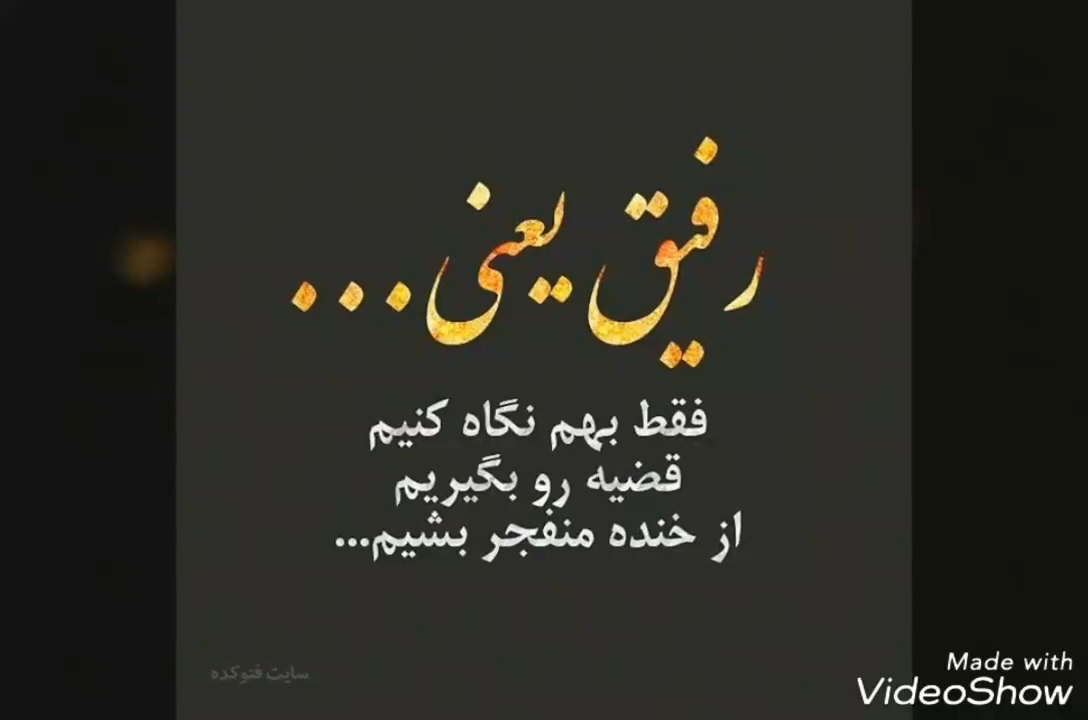 رفیق یعنی...
فقط بهم نگاه کنیم
قضیه رو بگیریم
از خنده منفجر بشیم...
سایت فتوکده
Made with
VideoShow